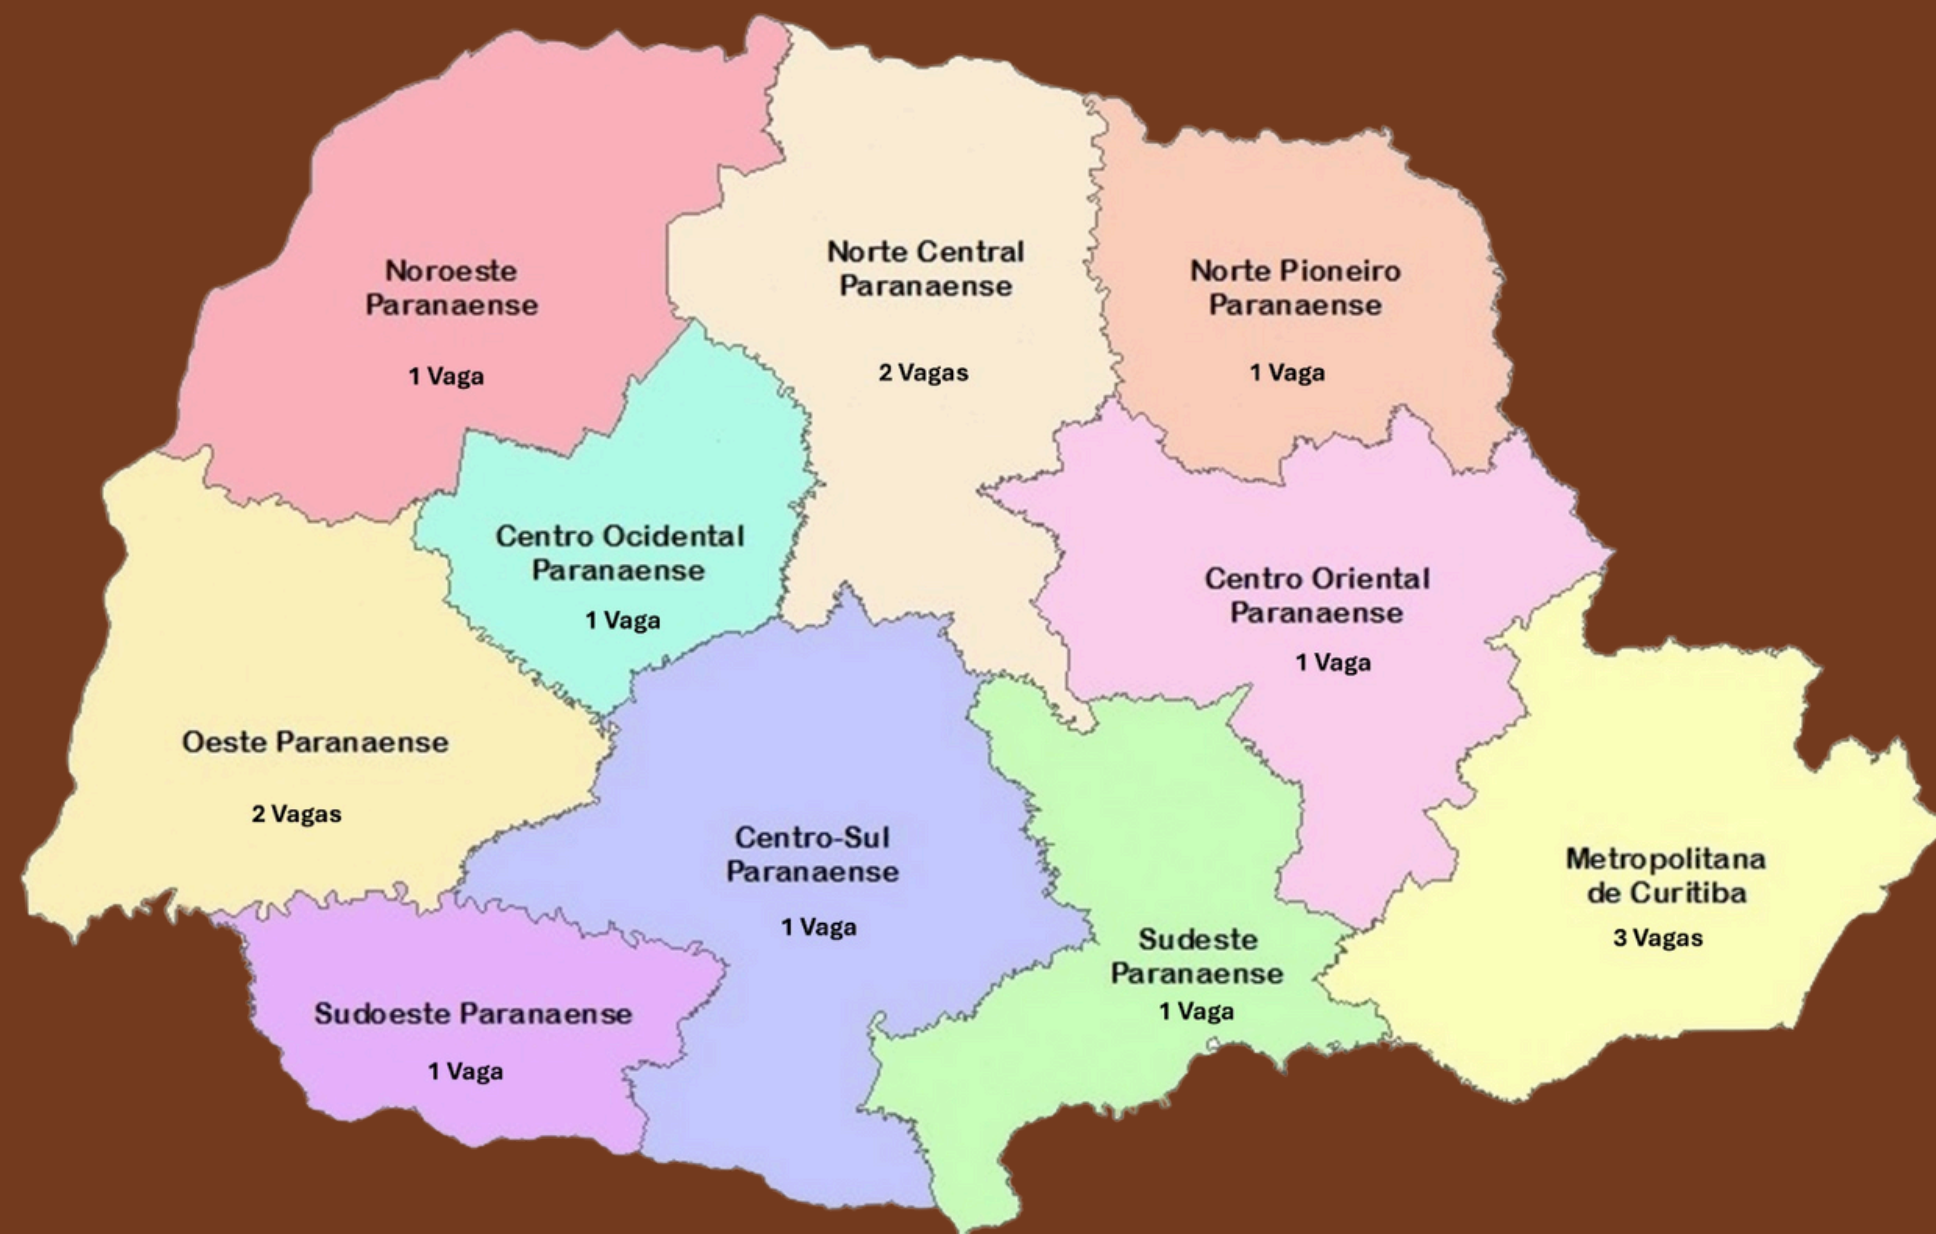 Noroeste
Paranaense
1 Vaga
Norte Central
Paranaense
2 Vagas
Norte Pioneiro
Paranaense
1 Vaga
Centro Ocidental
Paranaense
1 Vaga
Centro Oriental
Paranaense
1 Vaga
Oeste Paranaense
2 Vagas
Centro-Sul
Paranaense
1 Vaga
Metropolitana
de Curitiba
3 Vagas
Sudeste
Paranaense
1 Vaga
Sudoeste Paranaense
1 Vaga